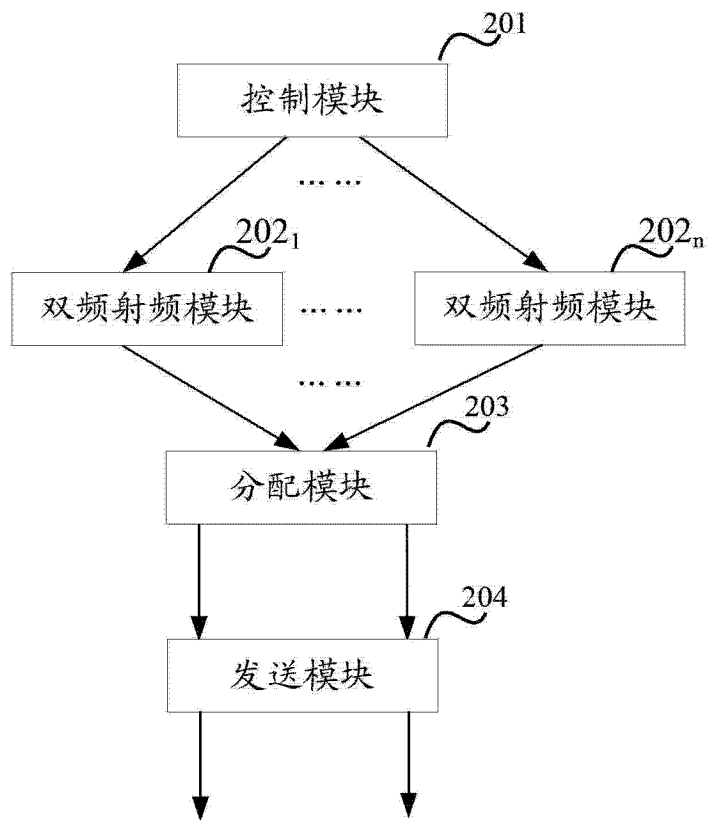 201
控制模块
… …
202₁
202ₙ
双频射频模块
… …
双频射频模块
… …
203
分配模块
204
发送模块